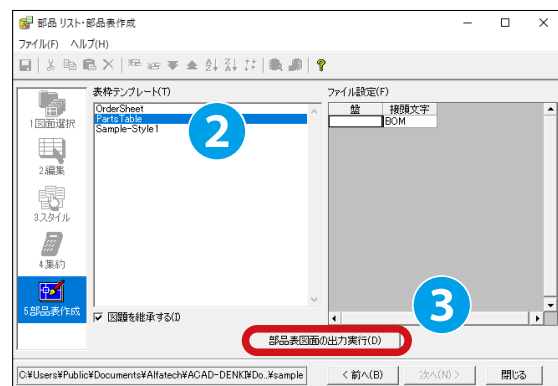 部品 リスト・部品表作成
ファイル(F) ヘルプ(H)
表枠テンプレート(T)
ファイル設定(F)
1図面選択
2.編集
3.スタイル
4.集約
5部品表作成
OrderSheet
PartsTable
Sample-Style1
2
盤 接頭文字
BOM
図題を継承する(I)
3
部品表図面の出力実行(D)
C:¥Users¥Public¥Documents¥Alfatech¥ACAD-DENKI¥Do..¥sample
< 前へ(B)
次へ(N) >
閉じる